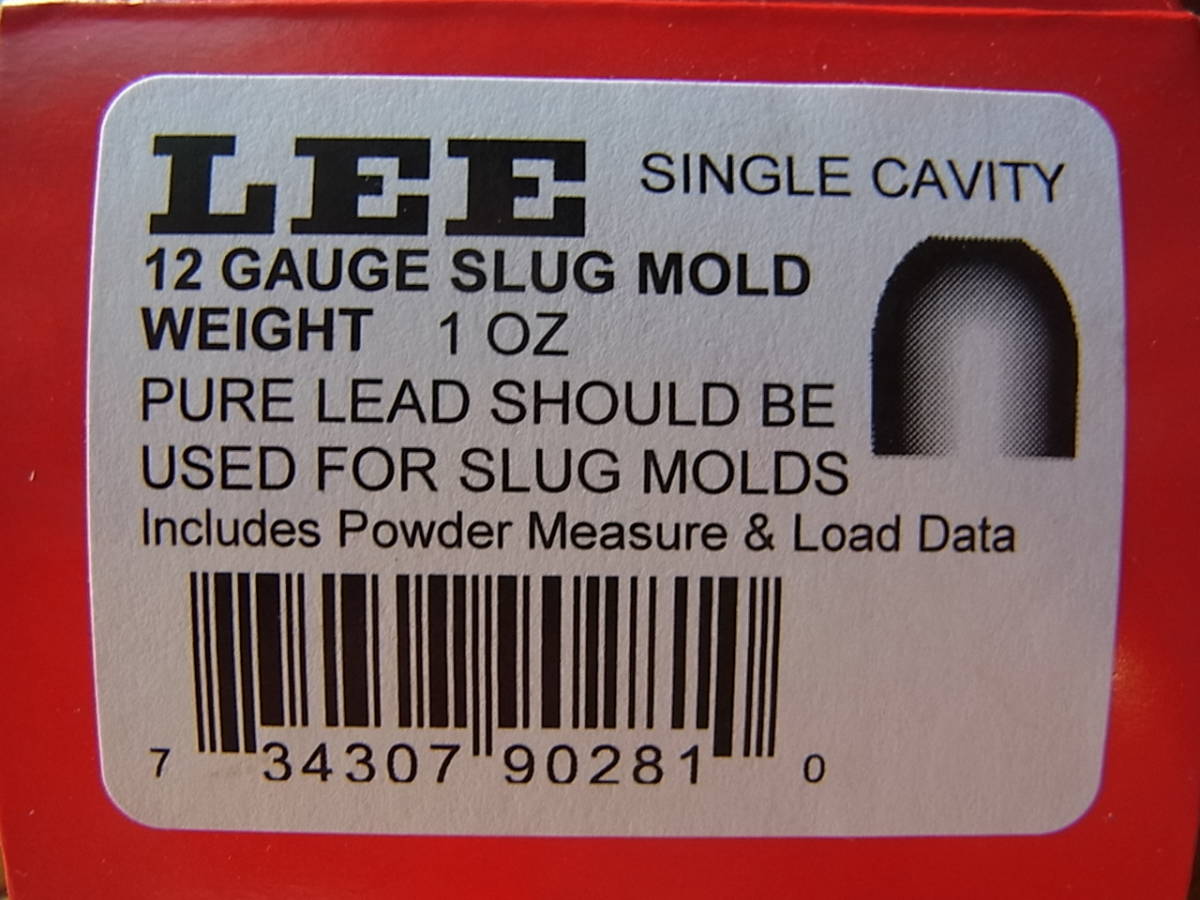 LEE SINGLE CAVITY
12 GAUGE SLUG MOLD
WEIGHT 1 OZ
PURE LEAD SHOULD BE
USED FOR SLUG MOLDS
Includes Powder Measure & Load Data
7 34307 90281 0